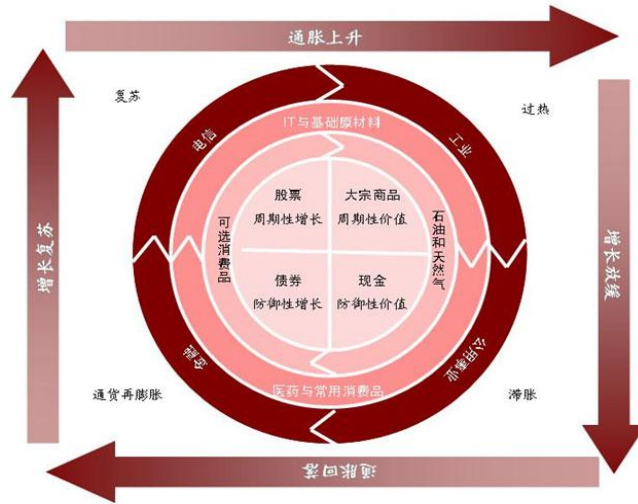 通胀上升
复苏
过热
电信
IT与基础膜材料
工业
股票
周期性增长
大宗商品
周期性价值
增长复苏
可选消费品
石油和天然气
增长放缓
债券
防御性增长
现金
防御性价值
金融
公用事业
通货再膨胀
医药与常用消费品
滞胀
通胀回落